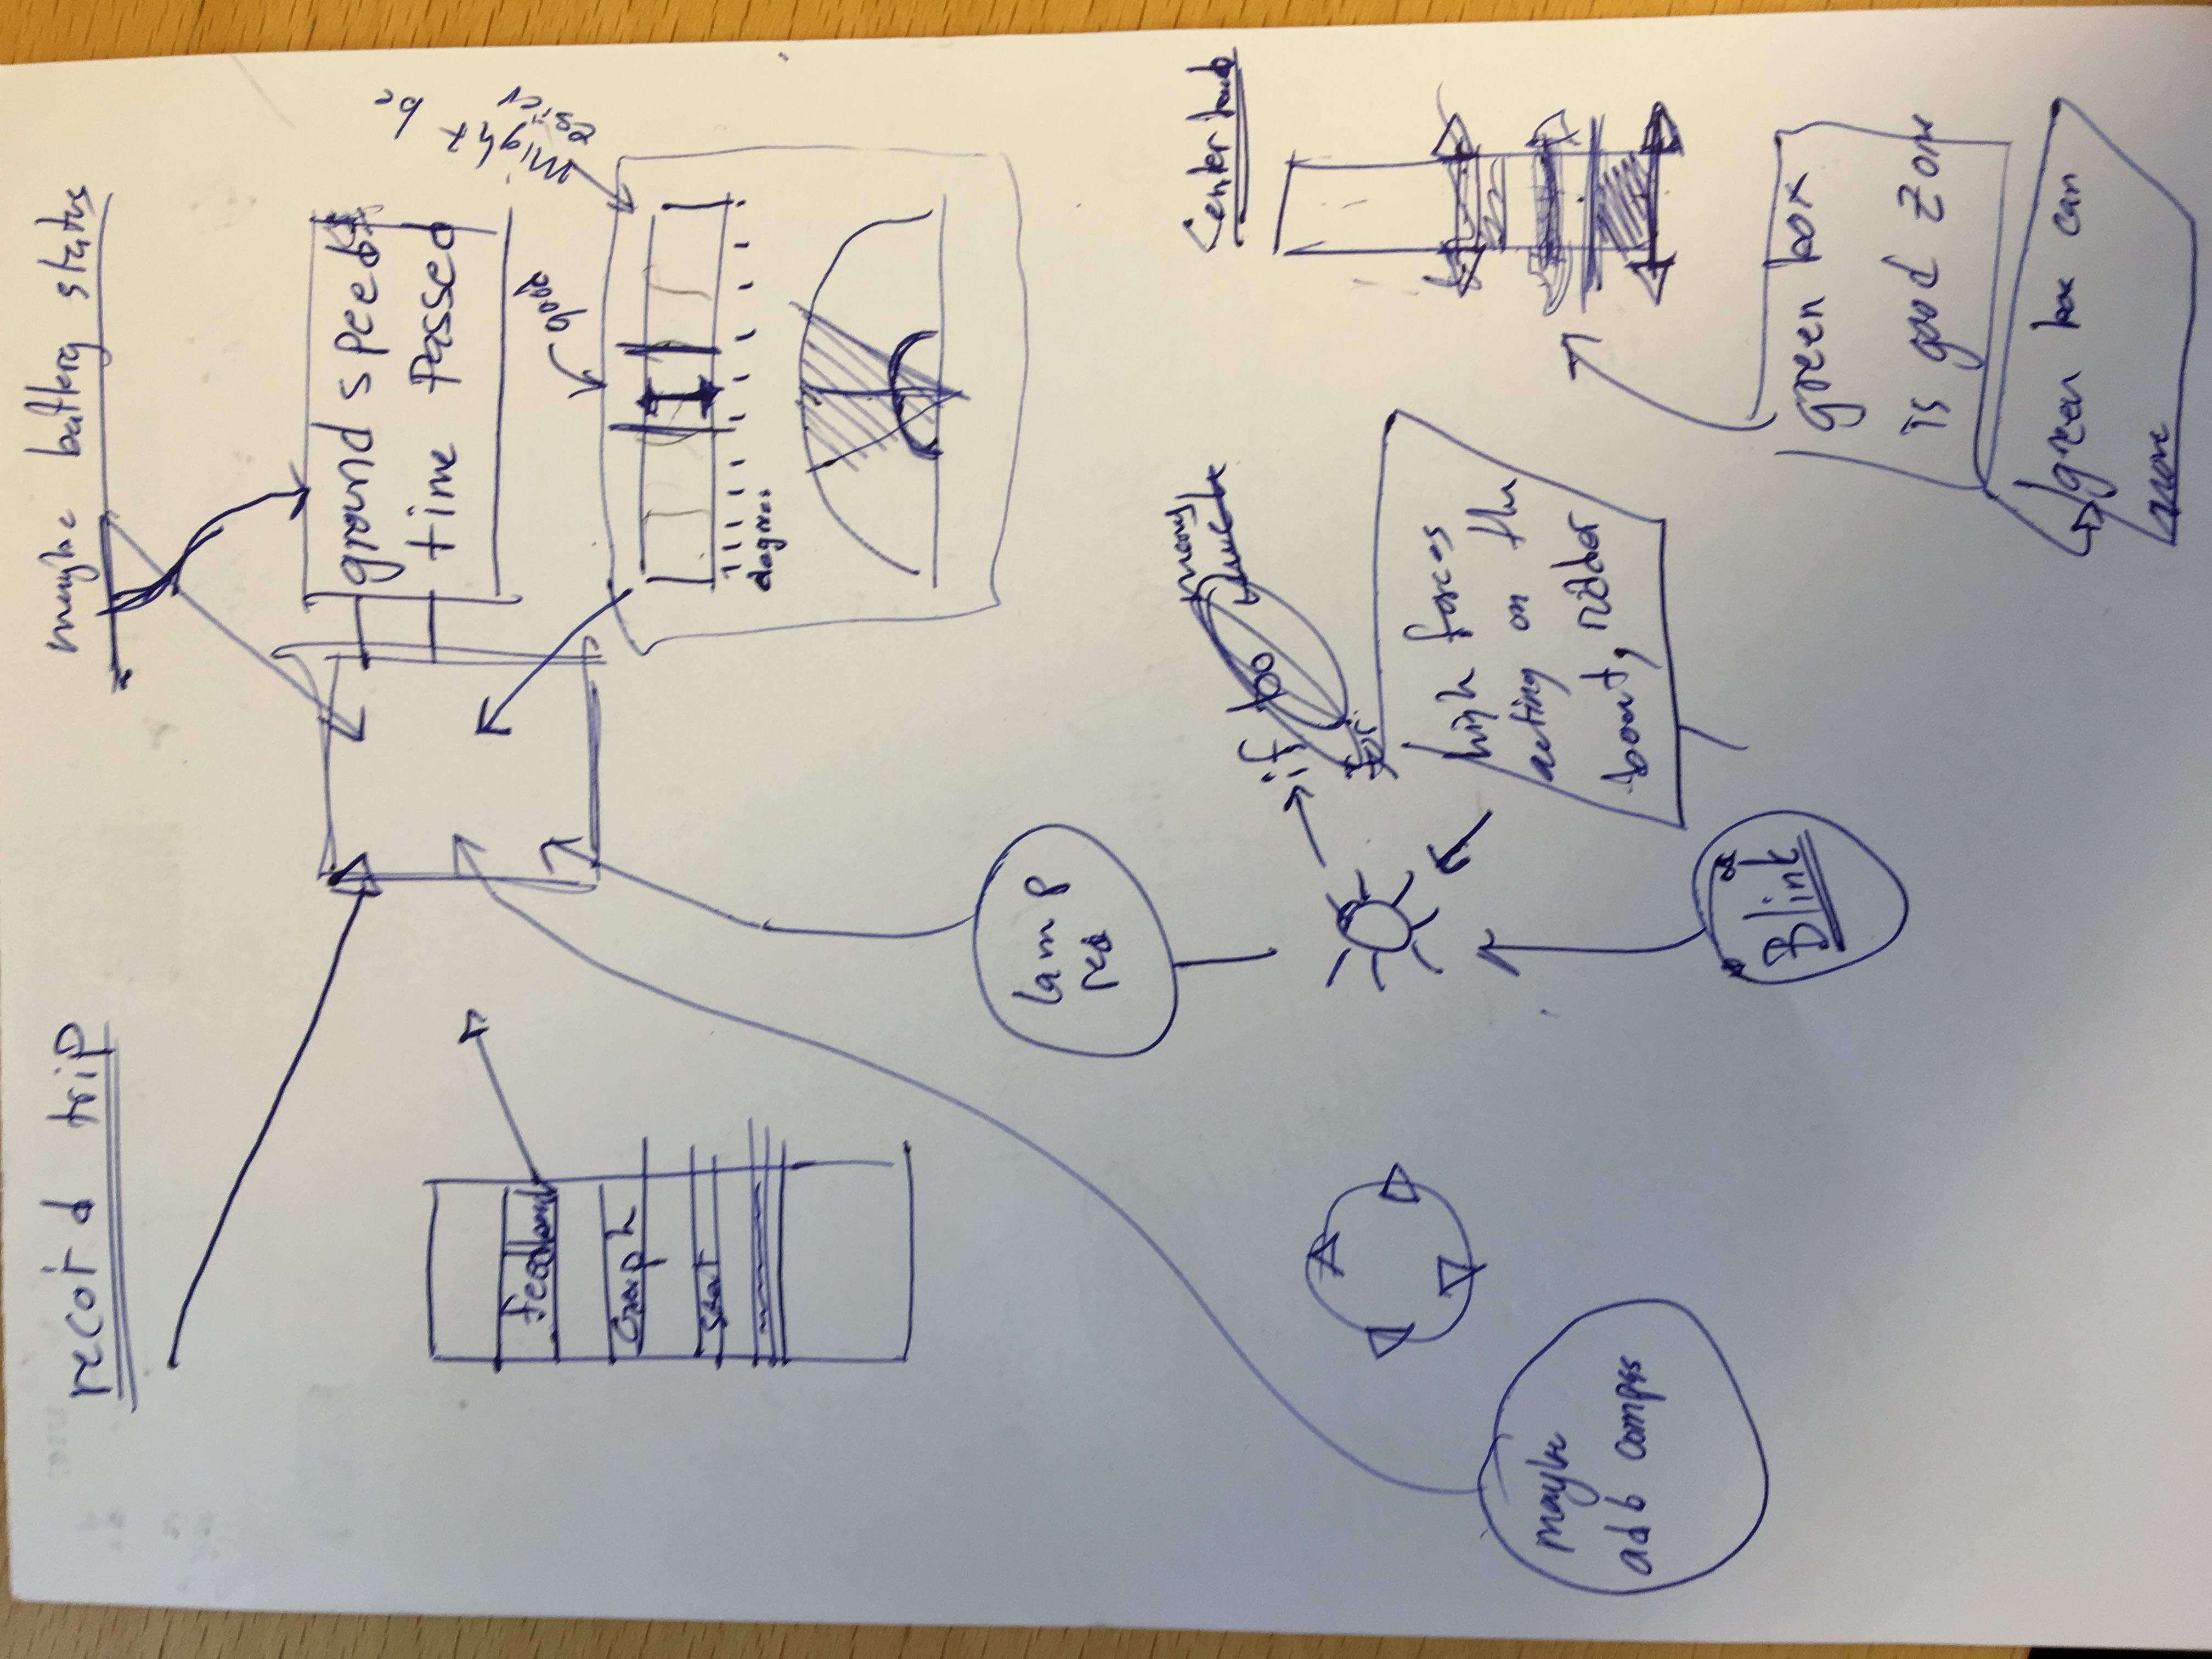 record trip
maybe battery status
ground speed
time passed
might be
esier
good
Feedback
Graph
start
degrees
lamp
red
many
much
if too
for
high forces
acting on the
boat, rudder
Center
maybe
add compass
Blink
green box
is good zone
green box can
move